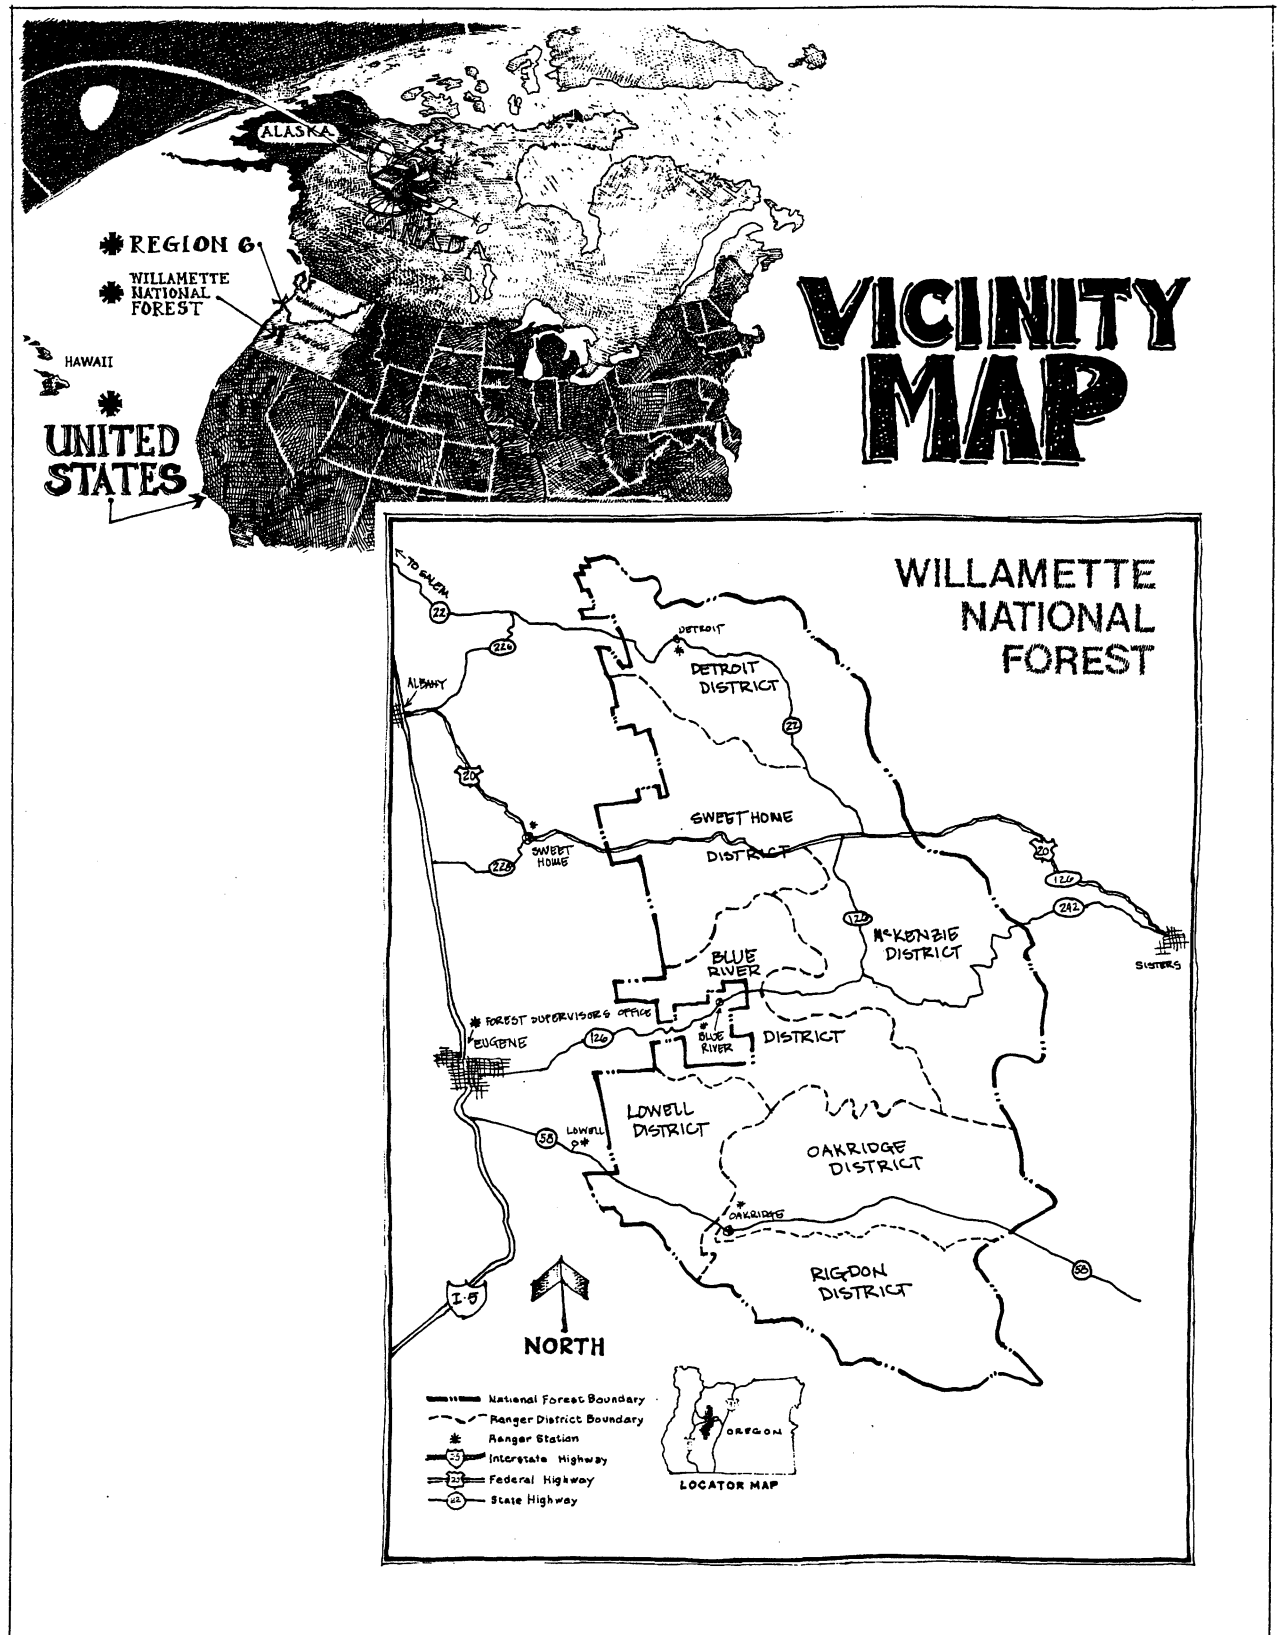 ALASKA
CANADA
REGION 6
WILLAMETTE
NATIONAL
FOREST
HAWAII
UNITED
STATES
VICINITY
MAP
WILLAMETTE
NATIONAL
FOREST
TO SALEM
22
226
DETROIT
DETROIT
DISTRICT
ALBANY
22
20
SWEET HOME
DISTRICT
SWEET
HOME
228
20
126
242
126
McKENZIE
DISTRICT
SISTERS
BLUE
RIVER
DISTRICT
FOREST SUPERVISORS OFFICE
EUGENE
126
BLUE
RIVER
LOWELL
DISTRICT
58
LOWELL
OAKRIDGE
DISTRICT
OAKRIDGE
RIGDON
DISTRICT
58
I-5
NORTH
National Forest Boundary
Ranger District Boundary
Ranger Station
Interstate Highway
Federal Highway
State Highway
OREGON
LOCATOR MAP